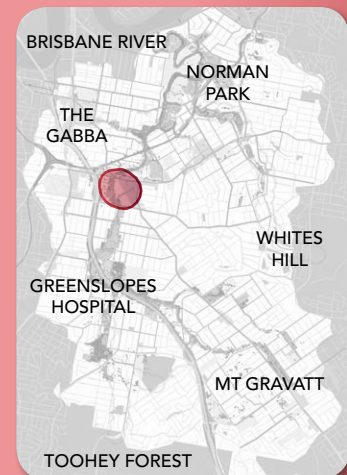 BRISBANE RIVER
NORMAN
PARK
THE
GABBA
WHITES
HILL
GREENSLOPES
HOSPITAL
MT GRAVATT
TOOHEY FOREST